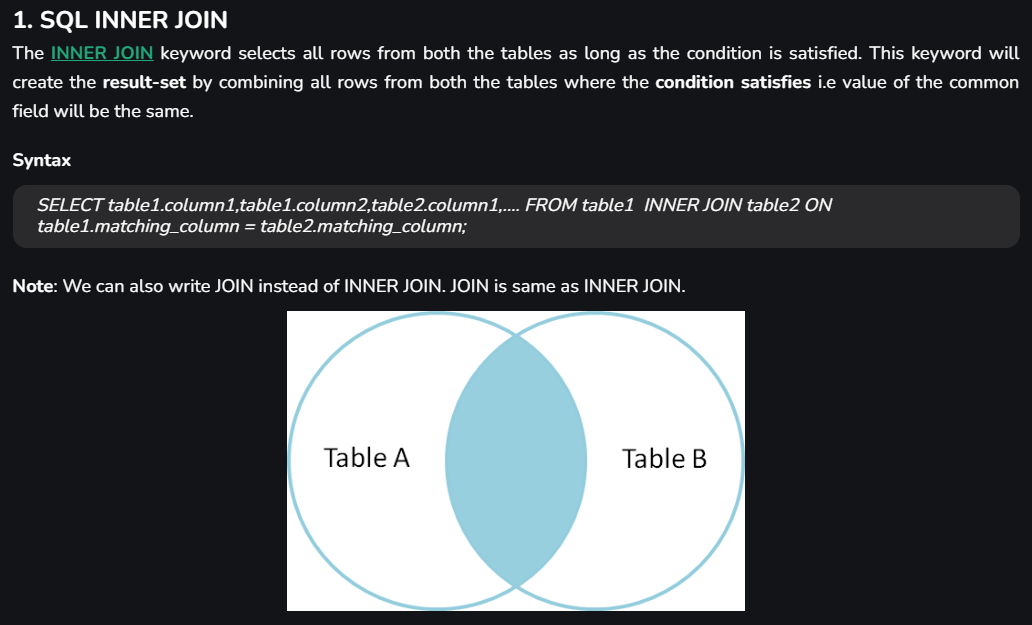 1. SQL INNER JOIN
The INNER JOIN keyword selects all rows from both the tables as long as the condition is satisfied. This keyword will
create the result-set by combining all rows from both the tables where the condition satisfies i.e value of the common
field will be the same.
Syntax
SELECT table1.column1,table1.column2,table2.column1,.... FROM table1  INNER JOIN table2 ON
table1.matching_column = table2.matching_column;
Note: We can also write JOIN instead of INNER JOIN. JOIN is same as INNER JOIN.
Table A
Table B